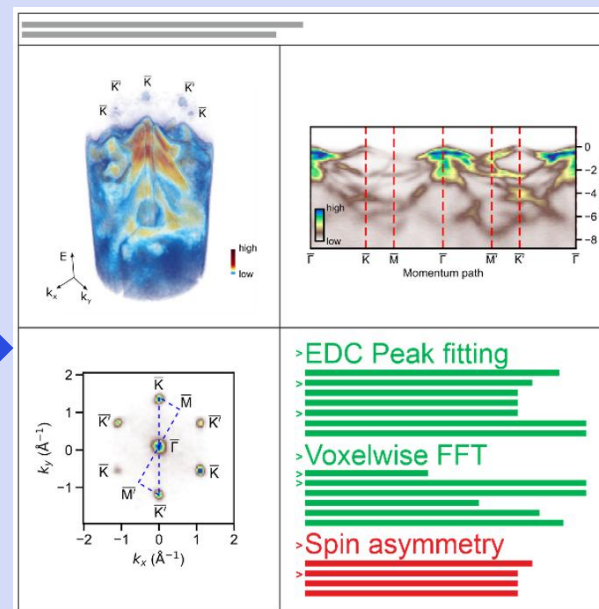 K̅'
K̅
K̅'
K̅
K̅
E
kX
kY
high
low
0
−2
−4
−6
−8
high
low
Γ̅
K̅
M̅
Γ̅
M̅'
K̅'
Γ̅
Momentum path
2
1
0
−1
ky (Å⁻¹)
K̅
M̅
K̅'
K̅'
Γ̅
K̅
K̅
M̅'
K̅'
−2
−1
0
1
2
kx (Å⁻¹)
> EDC Peak fitting
>
>
> Voxelwise FFT
>
>
> Spin asymmetry
>